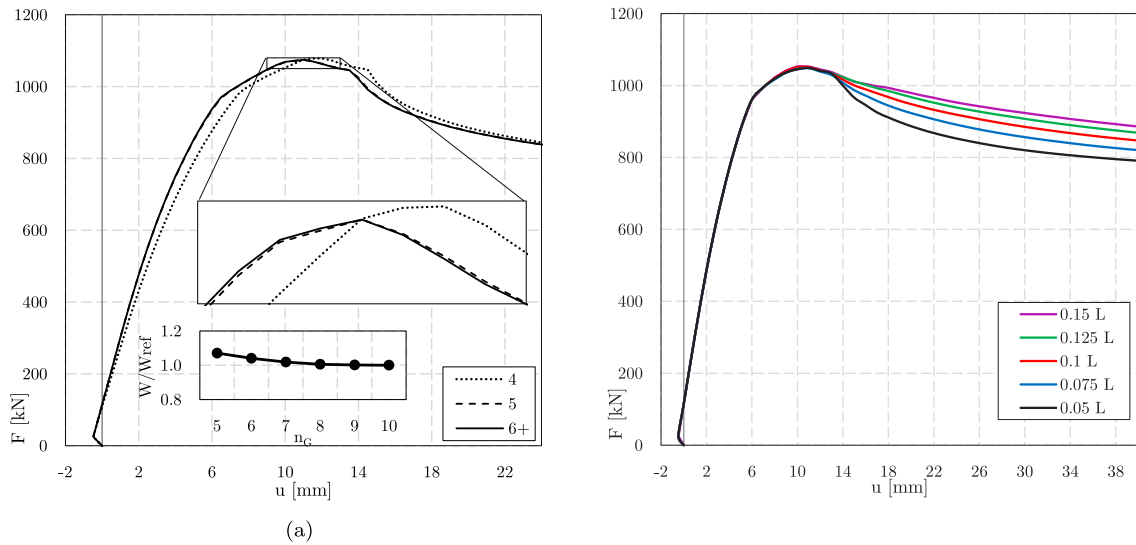 1200
1000
800
600
400
200
0
F [kN]
-2 2 6 10 14 18 22
u [mm]
W/Wref
1.2
1.0
0.8
5 6 7 8 9 10
n_G
4
5
6+
(a)
1200
1000
800
600
400
200
0
F [kN]
-2 2 6 10 14 18 22 26 30 34 38
u [mm]
0.15 L
0.125 L
0.1 L
0.075 L
0.05 L